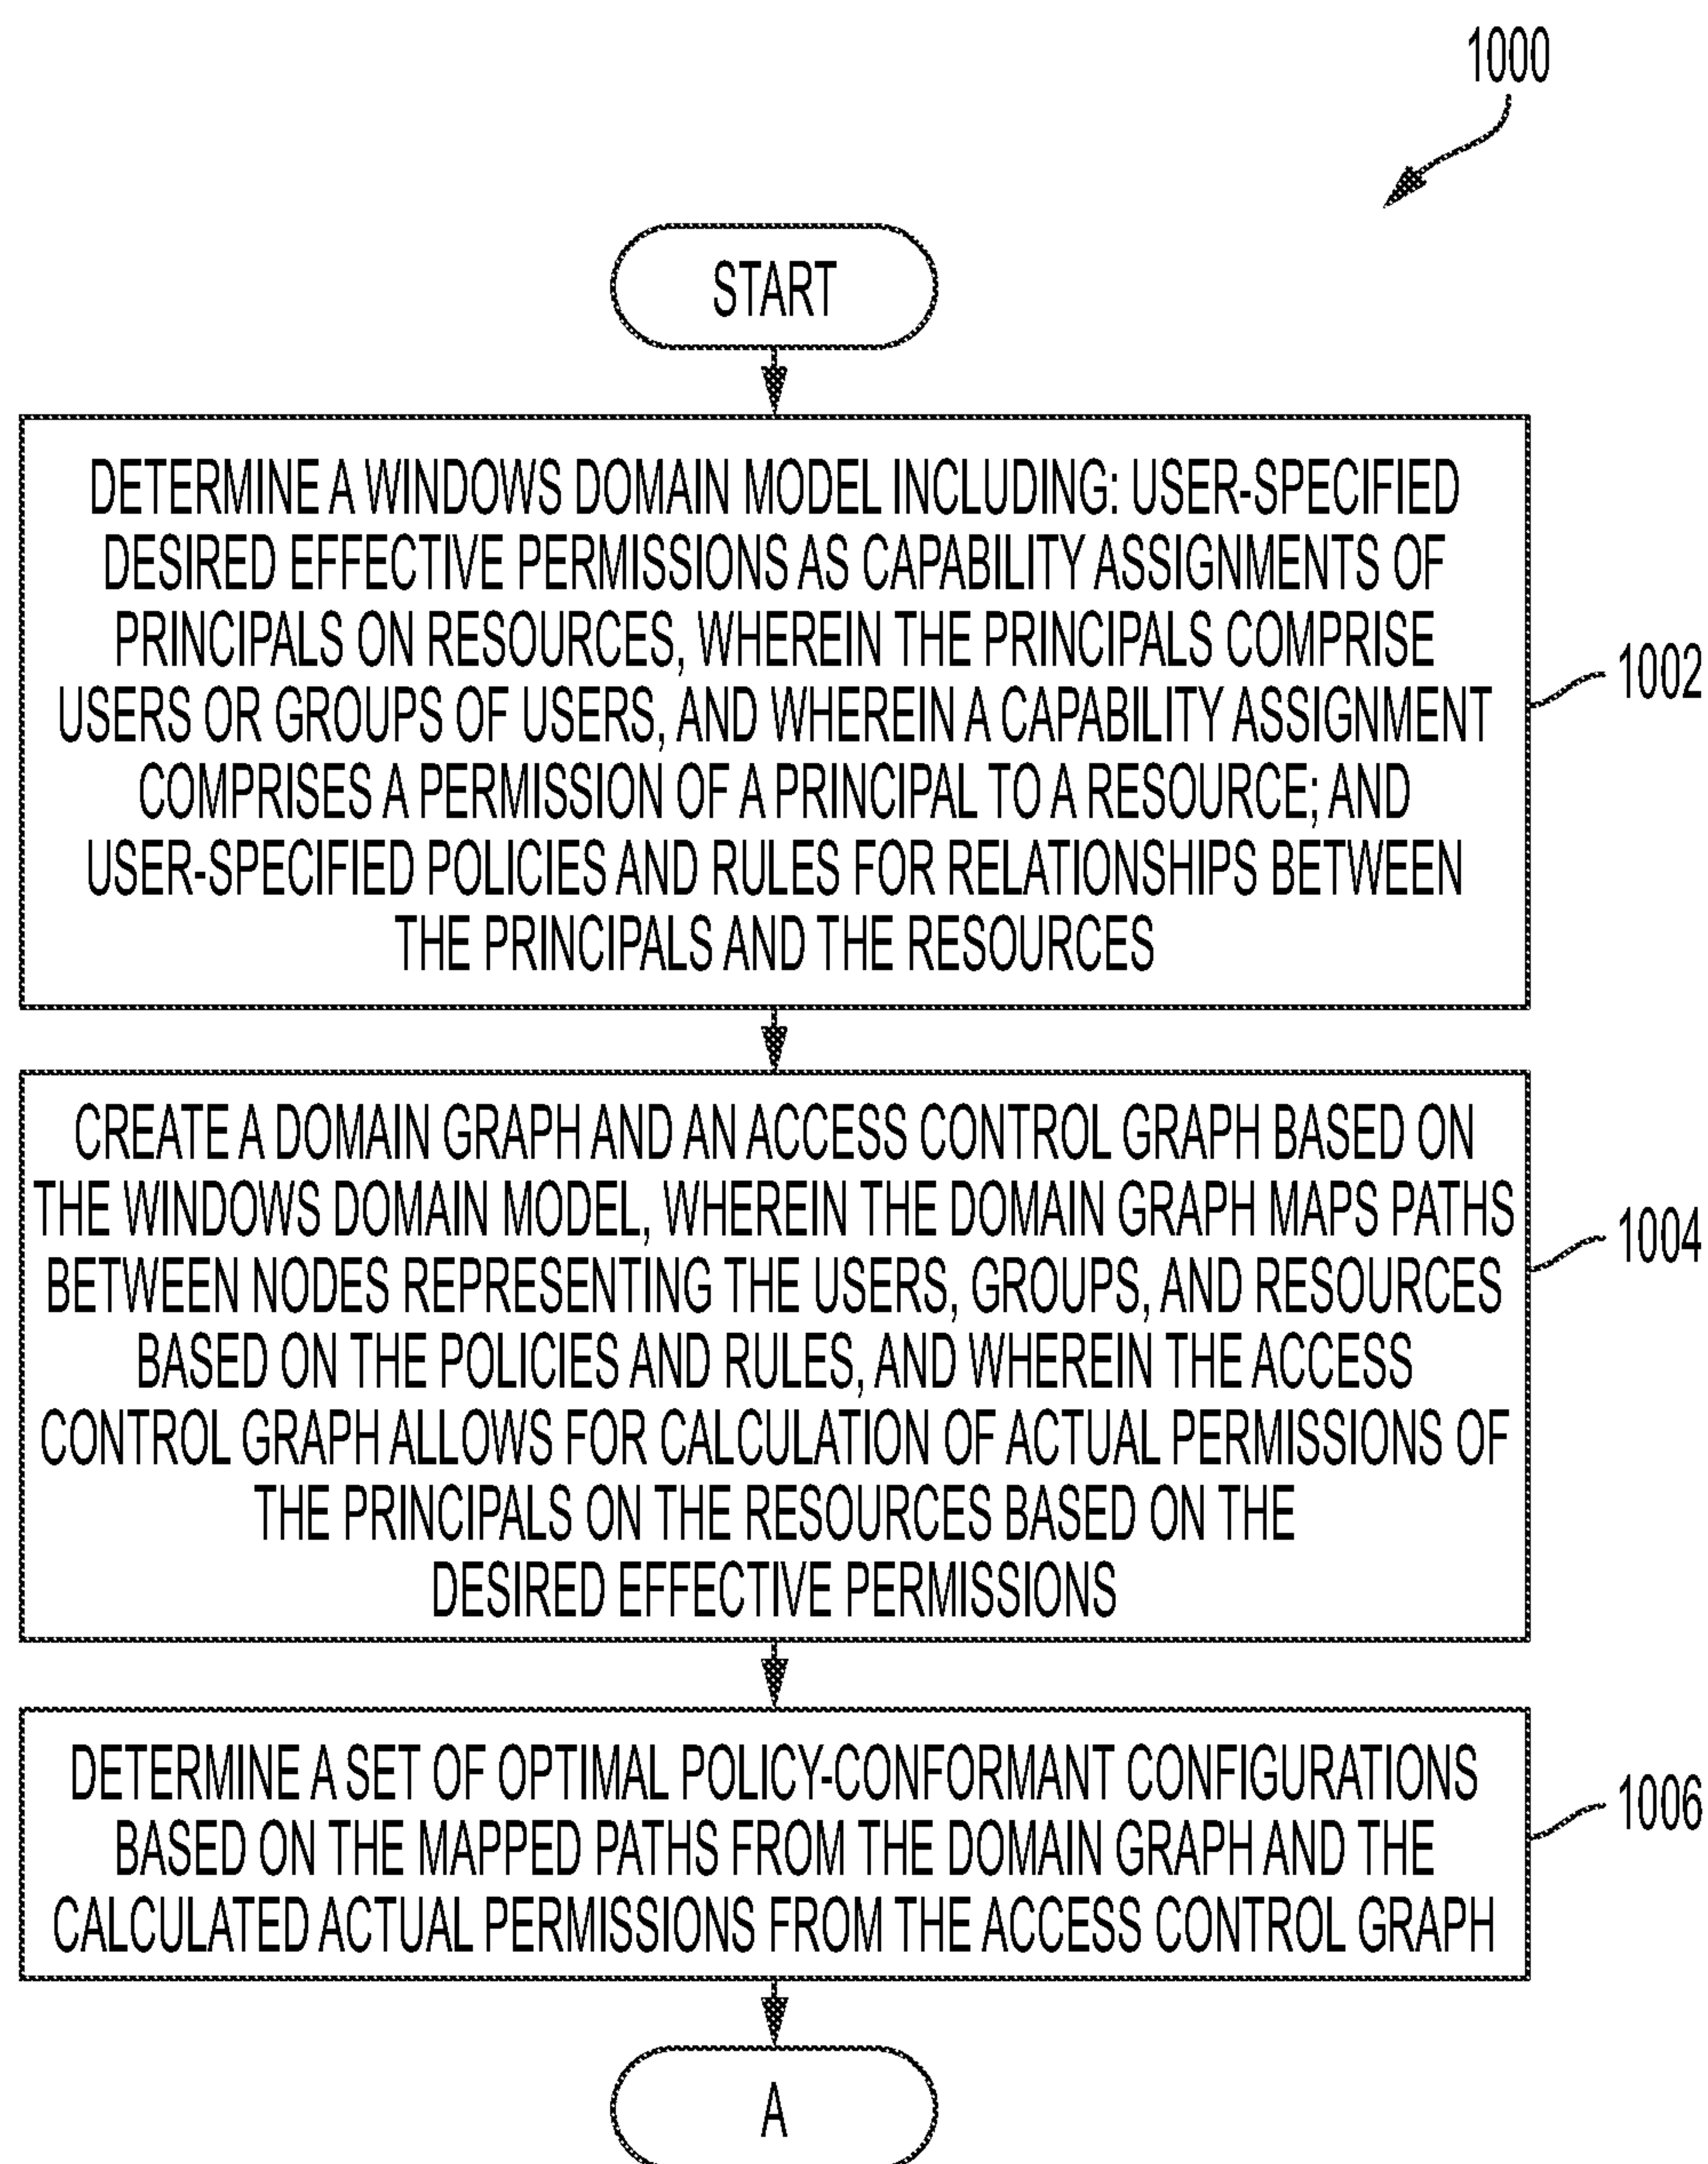 1000
START
DETERMINE A WINDOWS DOMAIN MODEL INCLUDING: USER-SPECIFIED
DESIRED EFFECTIVE PERMISSIONS AS CAPABILITY ASSIGNMENTS OF
PRINCIPALS ON RESOURCES, WHEREIN THE PRINCIPALS COMPRISE
USERS OR GROUPS OF USERS, AND WHEREIN A CAPABILITY ASSIGNMENT
COMPRISES A PERMISSION OF A PRINCIPAL TO A RESOURCE; AND
USER-SPECIFIED POLICIES AND RULES FOR RELATIONSHIPS BETWEEN
THE PRINCIPALS AND THE RESOURCES
1002
CREATE A DOMAIN GRAPH AND AN ACCESS CONTROL GRAPH BASED ON
THE WINDOWS DOMAIN MODEL, WHEREIN THE DOMAIN GRAPH MAPS PATHS
BETWEEN NODES REPRESENTING THE USERS, GROUPS, AND RESOURCES
BASED ON THE POLICIES AND RULES, AND WHEREIN THE ACCESS
CONTROL GRAPH ALLOWS FOR CALCULATION OF ACTUAL PERMISSIONS OF
THE PRINCIPALS ON THE RESOURCES BASED ON THE
DESIRED EFFECTIVE PERMISSIONS
1004
DETERMINE A SET OF OPTIMAL POLICY-CONFORMANT CONFIGURATIONS
BASED ON THE MAPPED PATHS FROM THE DOMAIN GRAPH AND THE
CALCULATED ACTUAL PERMISSIONS FROM THE ACCESS CONTROL GRAPH
1006
A